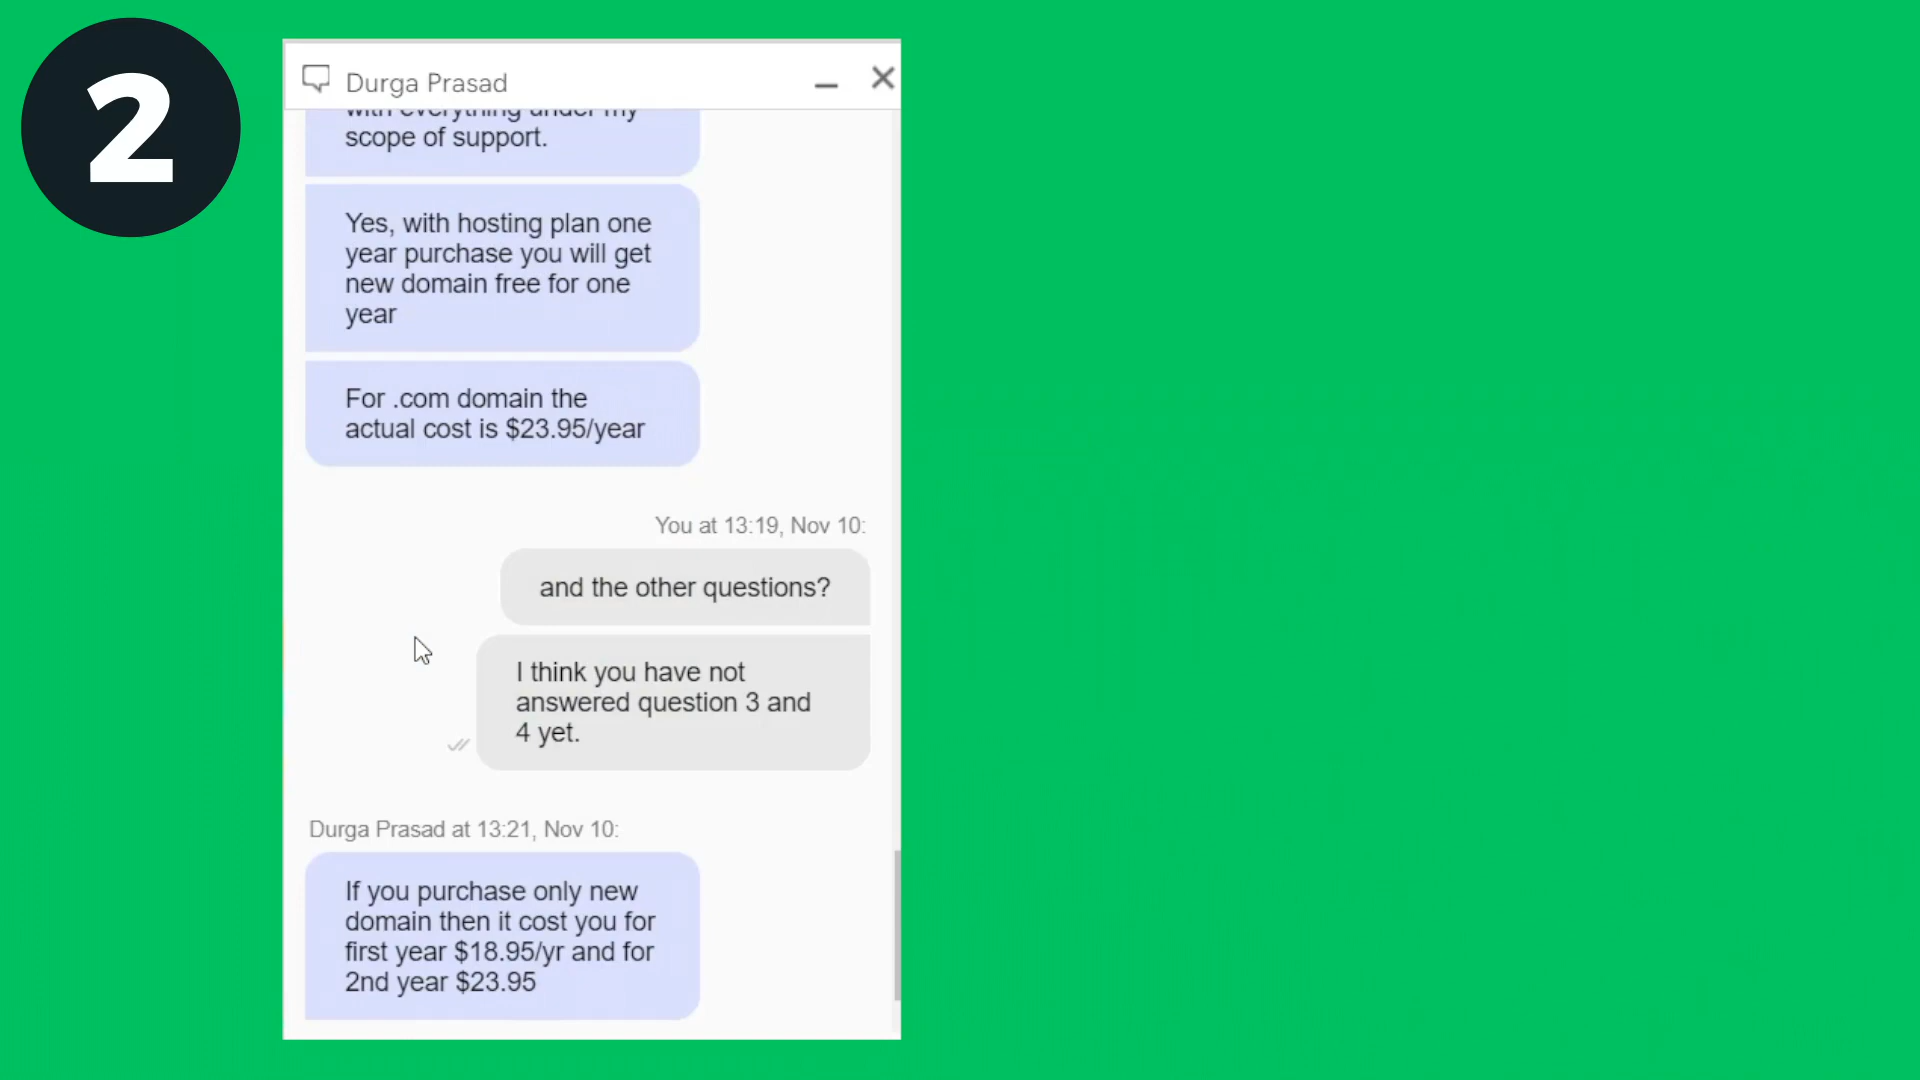 2
Durga Prasad
with everything under my
scope of support.
Yes, with hosting plan one
year purchase you will get
new domain free for one
year
For .com domain the
actual cost is $23.95/year
You at 13:19, Nov 10:
and the other questions?
I think you have not
answered question 3 and
4 yet.
Durga Prasad at 13:21, Nov 10:
If you purchase only new
domain then it cost you for
first year $18.95/yr and for
2nd year $23.95